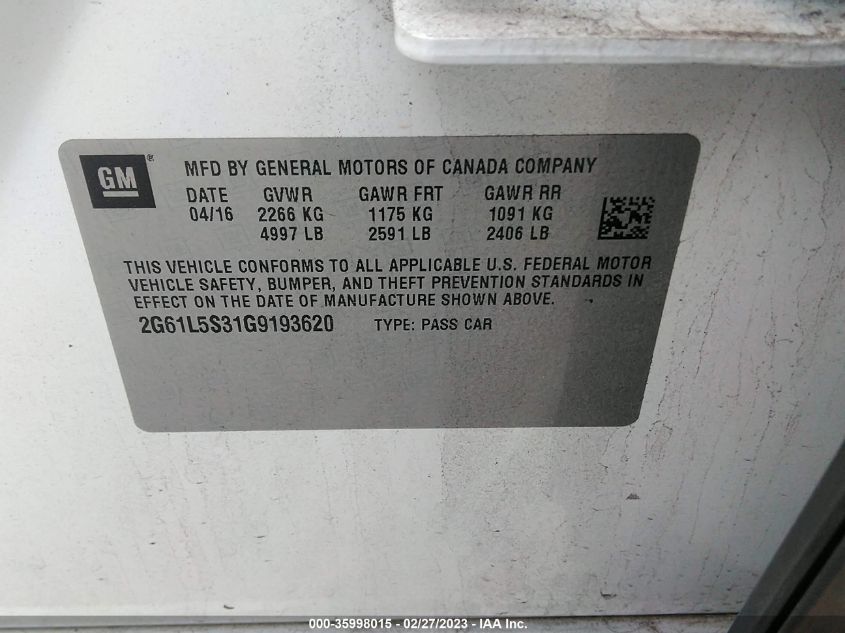 GM®
MFD BY GENERAL MOTORS OF CANADA COMPANY
DATE GVWR GAWR FRT GAWR RR
04/16 2266 KG 1175 KG 1091 KG
4997 LB 2591 LB 2406 LB
THIS VEHICLE CONFORMS TO ALL APPLICABLE U.S. FEDERAL MOTOR
VEHICLE SAFETY, BUMPER, AND THEFT PREVENTION STANDARDS IN
EFFECT ON THE DATE OF MANUFACTURE SHOWN ABOVE.
2G61L5S31G9193620 TYPE: PASS CAR
000-35998015 - 02/27/2023 - IAA Inc.